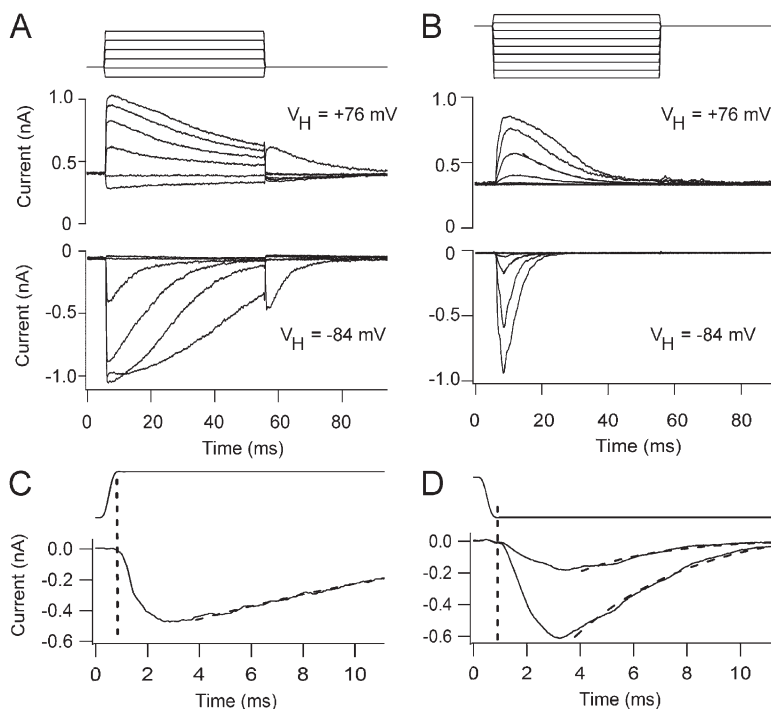 A
B
1.0
0.5
0
Current (nA)
V_H = +76 mV
1.0
0.5
0
V_H = +76 mV
0
-0.5
-1.0
Current (nA)
V_H = -84 mV
0
-0.5
-1.0
V_H = -84 mV
0 20 40 60 80
Time (ms)
0 20 40 60 80
Time (ms)
C
D
0.0
-0.2
-0.4
-0.6
Current (nA)
0.0
-0.2
-0.4
-0.6
0 2 4 6 8 10
Time (ms)
0 2 4 6 8 10
Time (ms)